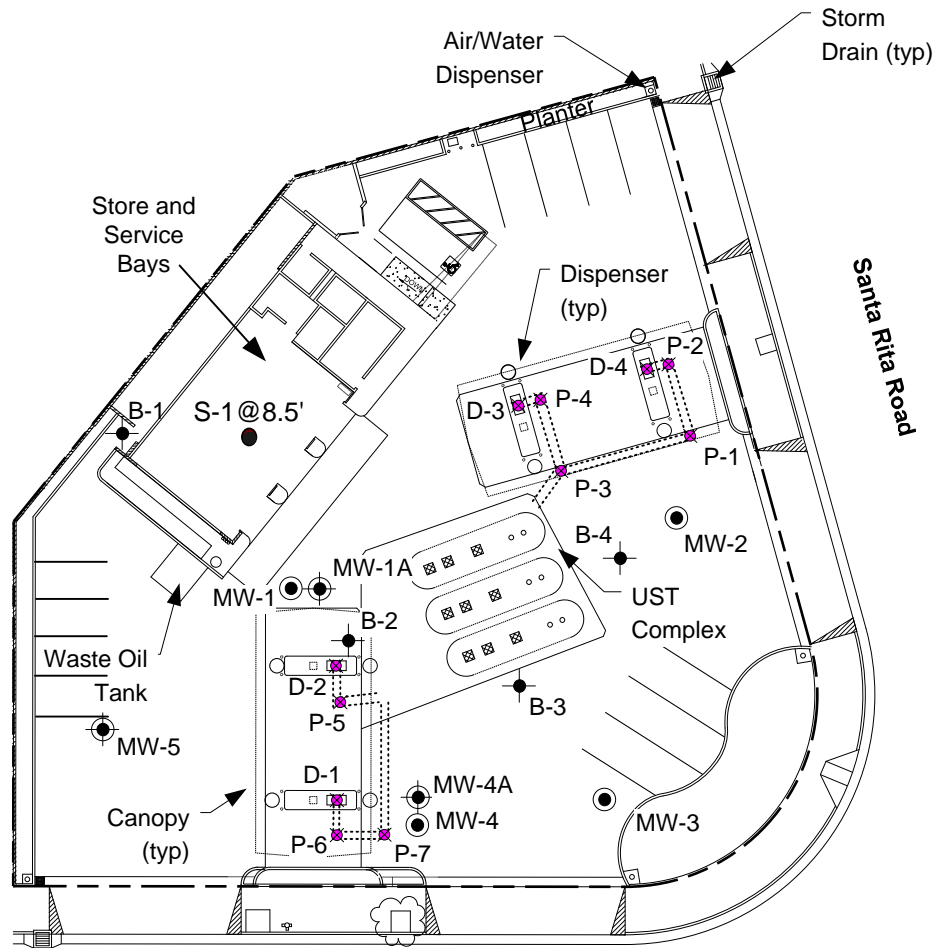 Storm
Drain (typ)
Air/Water
Dispenser
Planter
Store and
Service
Bays
DOWN
Dispenser
(typ)
Santa Rita Road
P-2
D-4
P-4
D-3
B-1
S-1@8.5'
P-1
P-3
MW-2
B-4
MW-1
MW-1A
UST
Complex
B-2
Waste Oil
Tank
D-2
B-3
P-5
MW-5
D-1
MW-4A
Canopy
(typ)
MW-4
MW-3
P-6
P-7